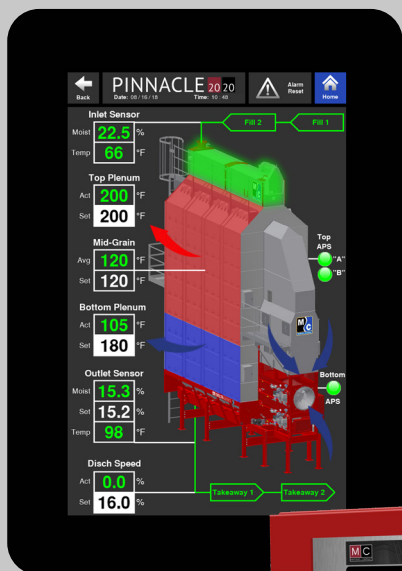 Back
PINNACLE 20 20
Date: 08 / 16 / 18 Time: 10 : 48
Alarm Reset
Home
Inlet Sensor
Moist 22.5 %
Temp 66 °F
Fill 2 Fill 1
Top Plenum
Act 200 °F
Set 200 °F
Mid-Grain
Avg 120 °F
Set 120 °F
Top
APS
"A"
"B"
Bottom Plenum
Act 105 °F
Set 180 °F
MC
Outlet Sensor
Moist 15.3 %
Set 15.2 %
Temp 98 °F
Bottom
APS
Disch Speed
Act 0.0 %
Set 16.0 %
Takeaway 1 Takeaway 2
MC